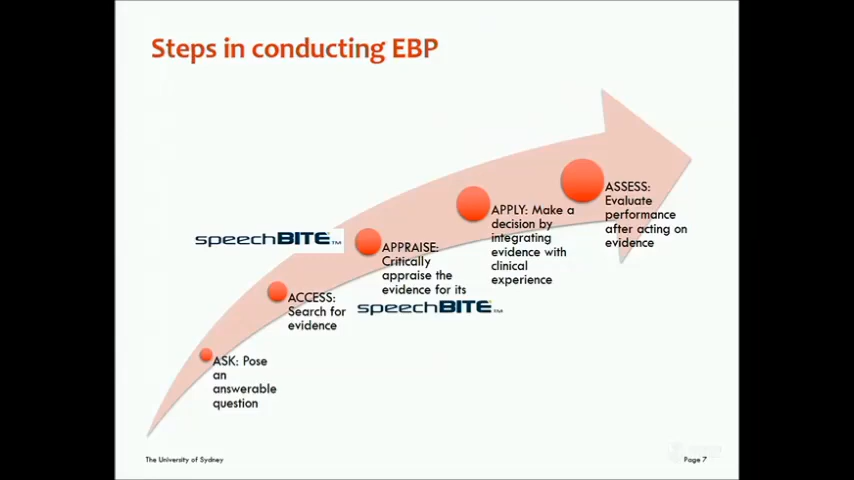 Steps in conducting EBP
ASK: Pose
an
answerable
question
ACCESS:
Search for
evidence
speechBITE™
APPRAISE:
Critically
appraise the
evidence for its
speechBITE™
APPLY: Make a
decision by
integrating
evidence with
clinical
experience
ASSESS:
Evaluate
performance
after acting on
evidence
The University of Sydney
Page 7